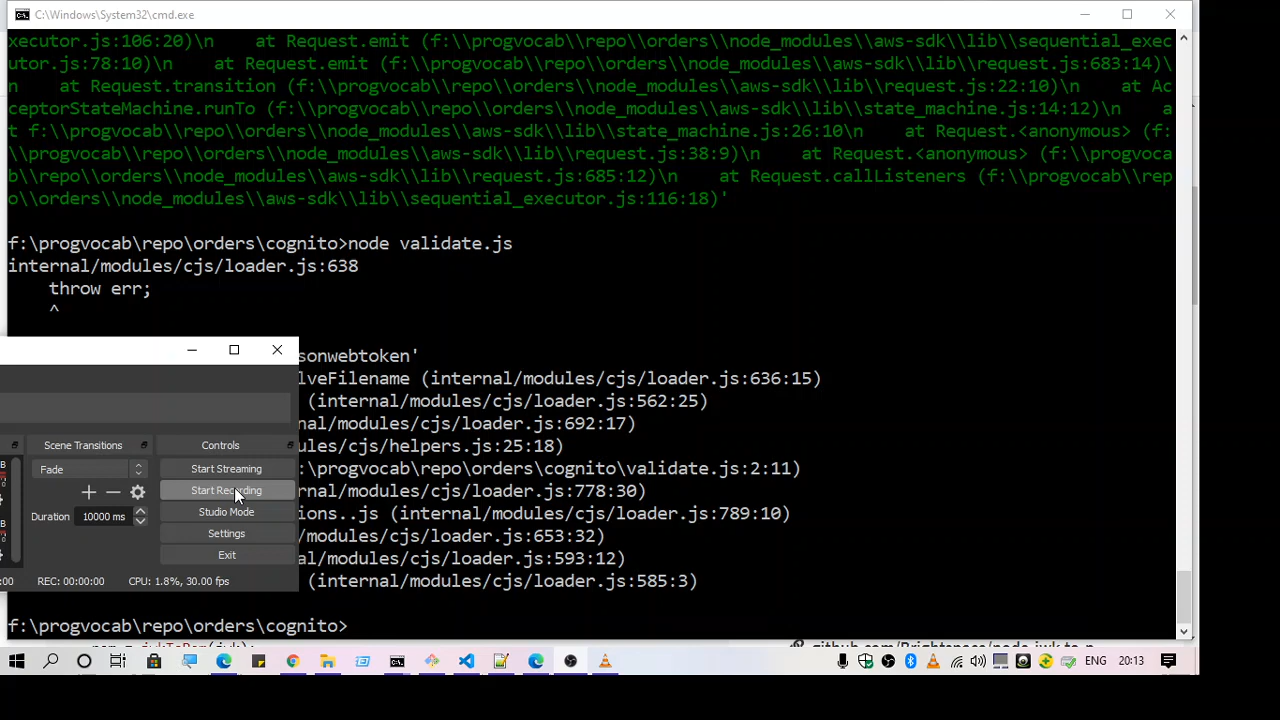 C:\Windows\System32\cmd.exe
xecutor.js:106:20)\n    at Request.emit (f:\\progvocab\\repo\\orders\\node_modules\\aws-sdk\\lib\\sequential_exec
utor.js:78:10)\n    at Request.emit (f:\\progvocab\\repo\\orders\\node_modules\\aws-sdk\\lib\\request.js:683:14)\
n    at Request.transition (f:\\progvocab\\repo\\orders\\node_modules\\aws-sdk\\lib\\request.js:22:10)\n    at Ac
ceptorStateMachine.runTo (f:\\progvocab\\repo\\orders\\node_modules\\aws-sdk\\lib\\state_machine.js:14:12)\n    a
t f:\\progvocab\\repo\\orders\\node_modules\\aws-sdk\\lib\\state_machine.js:26:10\n    at Request.<anonymous> (f:
\\progvocab\\repo\\orders\\node_modules\\aws-sdk\\lib\\request.js:38:9)\n    at Request.<anonymous> (f:\\progvoca
b\\repo\\orders\\node_modules\\aws-sdk\\lib\\request.js:685:12)\n    at Request.callListeners (f:\\progvocab\\rep
o\\orders\\node_modules\\aws-sdk\\lib\\sequential_executor.js:116:18)'
f:\progvocab\repo\orders\cognito>node validate.js
internal/modules/cjs/loader.js:638
throw err;
^
sonwebtoken'
lveFilename (internal/modules/cjs/loader.js:636:15)
(internal/modules/cjs/loader.js:562:25)
nal/modules/cjs/loader.js:692:17)
ules/cjs/helpers.js:25:18)
:\progvocab\repo\orders\cognito\validate.js:2:11)
rnal/modules/cjs/loader.js:778:30)
ions..js (internal/modules/cjs/loader.js:789:10)
/modules/cjs/loader.js:653:32)
al/modules/cjs/loader.js:593:12)
(internal/modules/cjs/loader.js:585:3)
Scene Transitions
Controls
Fade
Start Streaming
Start Recording
Duration 10000 ms
Studio Mode
Settings
Exit
:00 REC: 00:00:00 CPU: 1.8%, 30.00 fps
f:\progvocab\repo\orders\cognito>
ENG 20:13